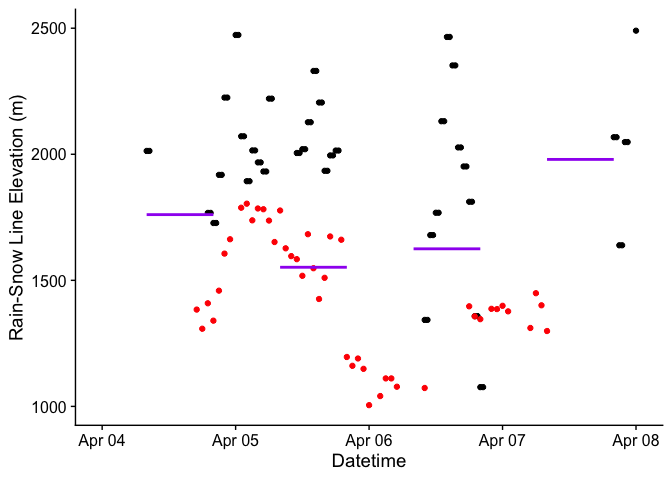 Rain-Snow Line Elevation (m)
2500
2000
1500
1000
Apr 04
Apr 05
Apr 06
Apr 07
Apr 08
Datetime